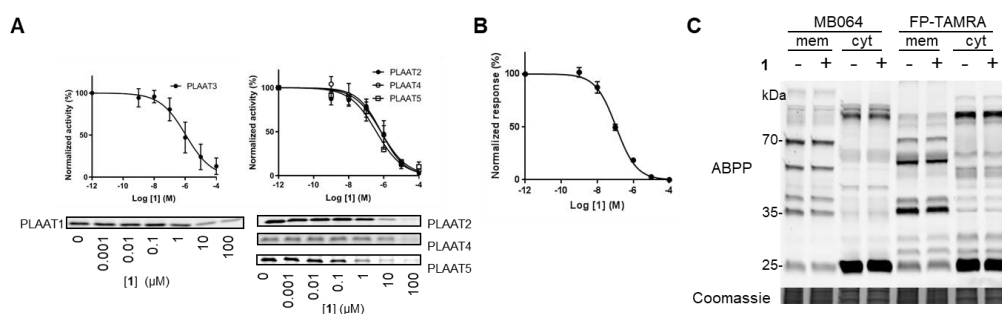 A
B
C
MB064
FP-TAMRA
mem
cyt
mem
cyt
1
-
+
-
+
-
+
-
+
kDa
70-
35-
25-
ABPP
Coomassie
Normalized activity (%)
150
100
50
0
-12
-10
-8
-6
-4
Log [1] (M)
PLAAT3
Normalized activity (%)
150
100
50
0
-12
-10
-8
-6
-4
Log [1] (M)
PLAAT2
PLAAT4
PLAAT5
Normalized response (%)
100
50
0
-12
-10
-8
-6
-4
Log [1] (M)
PLAAT1
0
0.001
0.01
0.1
1
10
100
[1] (μM)
PLAAT2
PLAAT4
PLAAT5
0
0.001
0.01
0.1
1
10
100
[1] (μM)